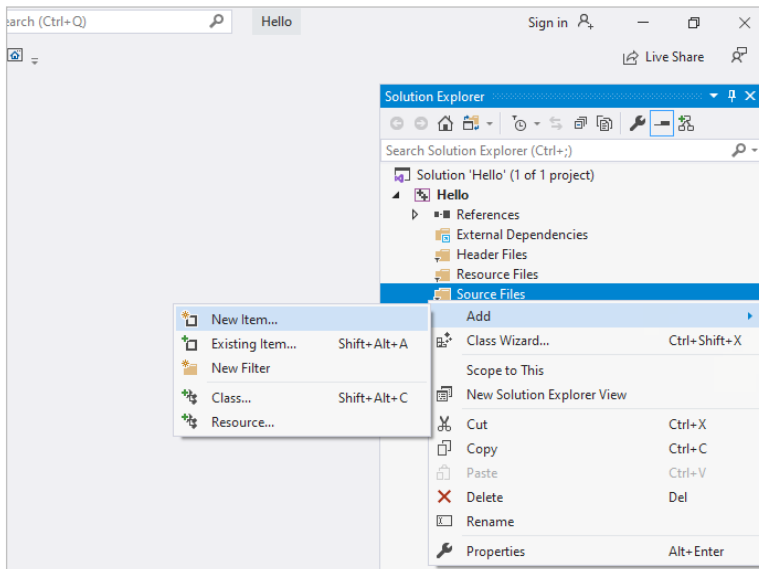 earch (Ctrl+Q)
Hello
Sign in
Live Share
Solution Explorer
Search Solution Explorer (Ctrl+;)
Solution 'Hello' (1 of 1 project)
Hello
References
External Dependencies
Header Files
Resource Files
Source Files
Add
Class Wizard... Ctrl+Shift+X
Scope to This
New Solution Explorer View
Cut Ctrl+X
Copy Ctrl+C
Paste Ctrl+V
Delete Del
Rename
Properties Alt+Enter
New Item...
Existing Item... Shift+Alt+A
New Filter
Class... Shift+Alt+C
Resource...